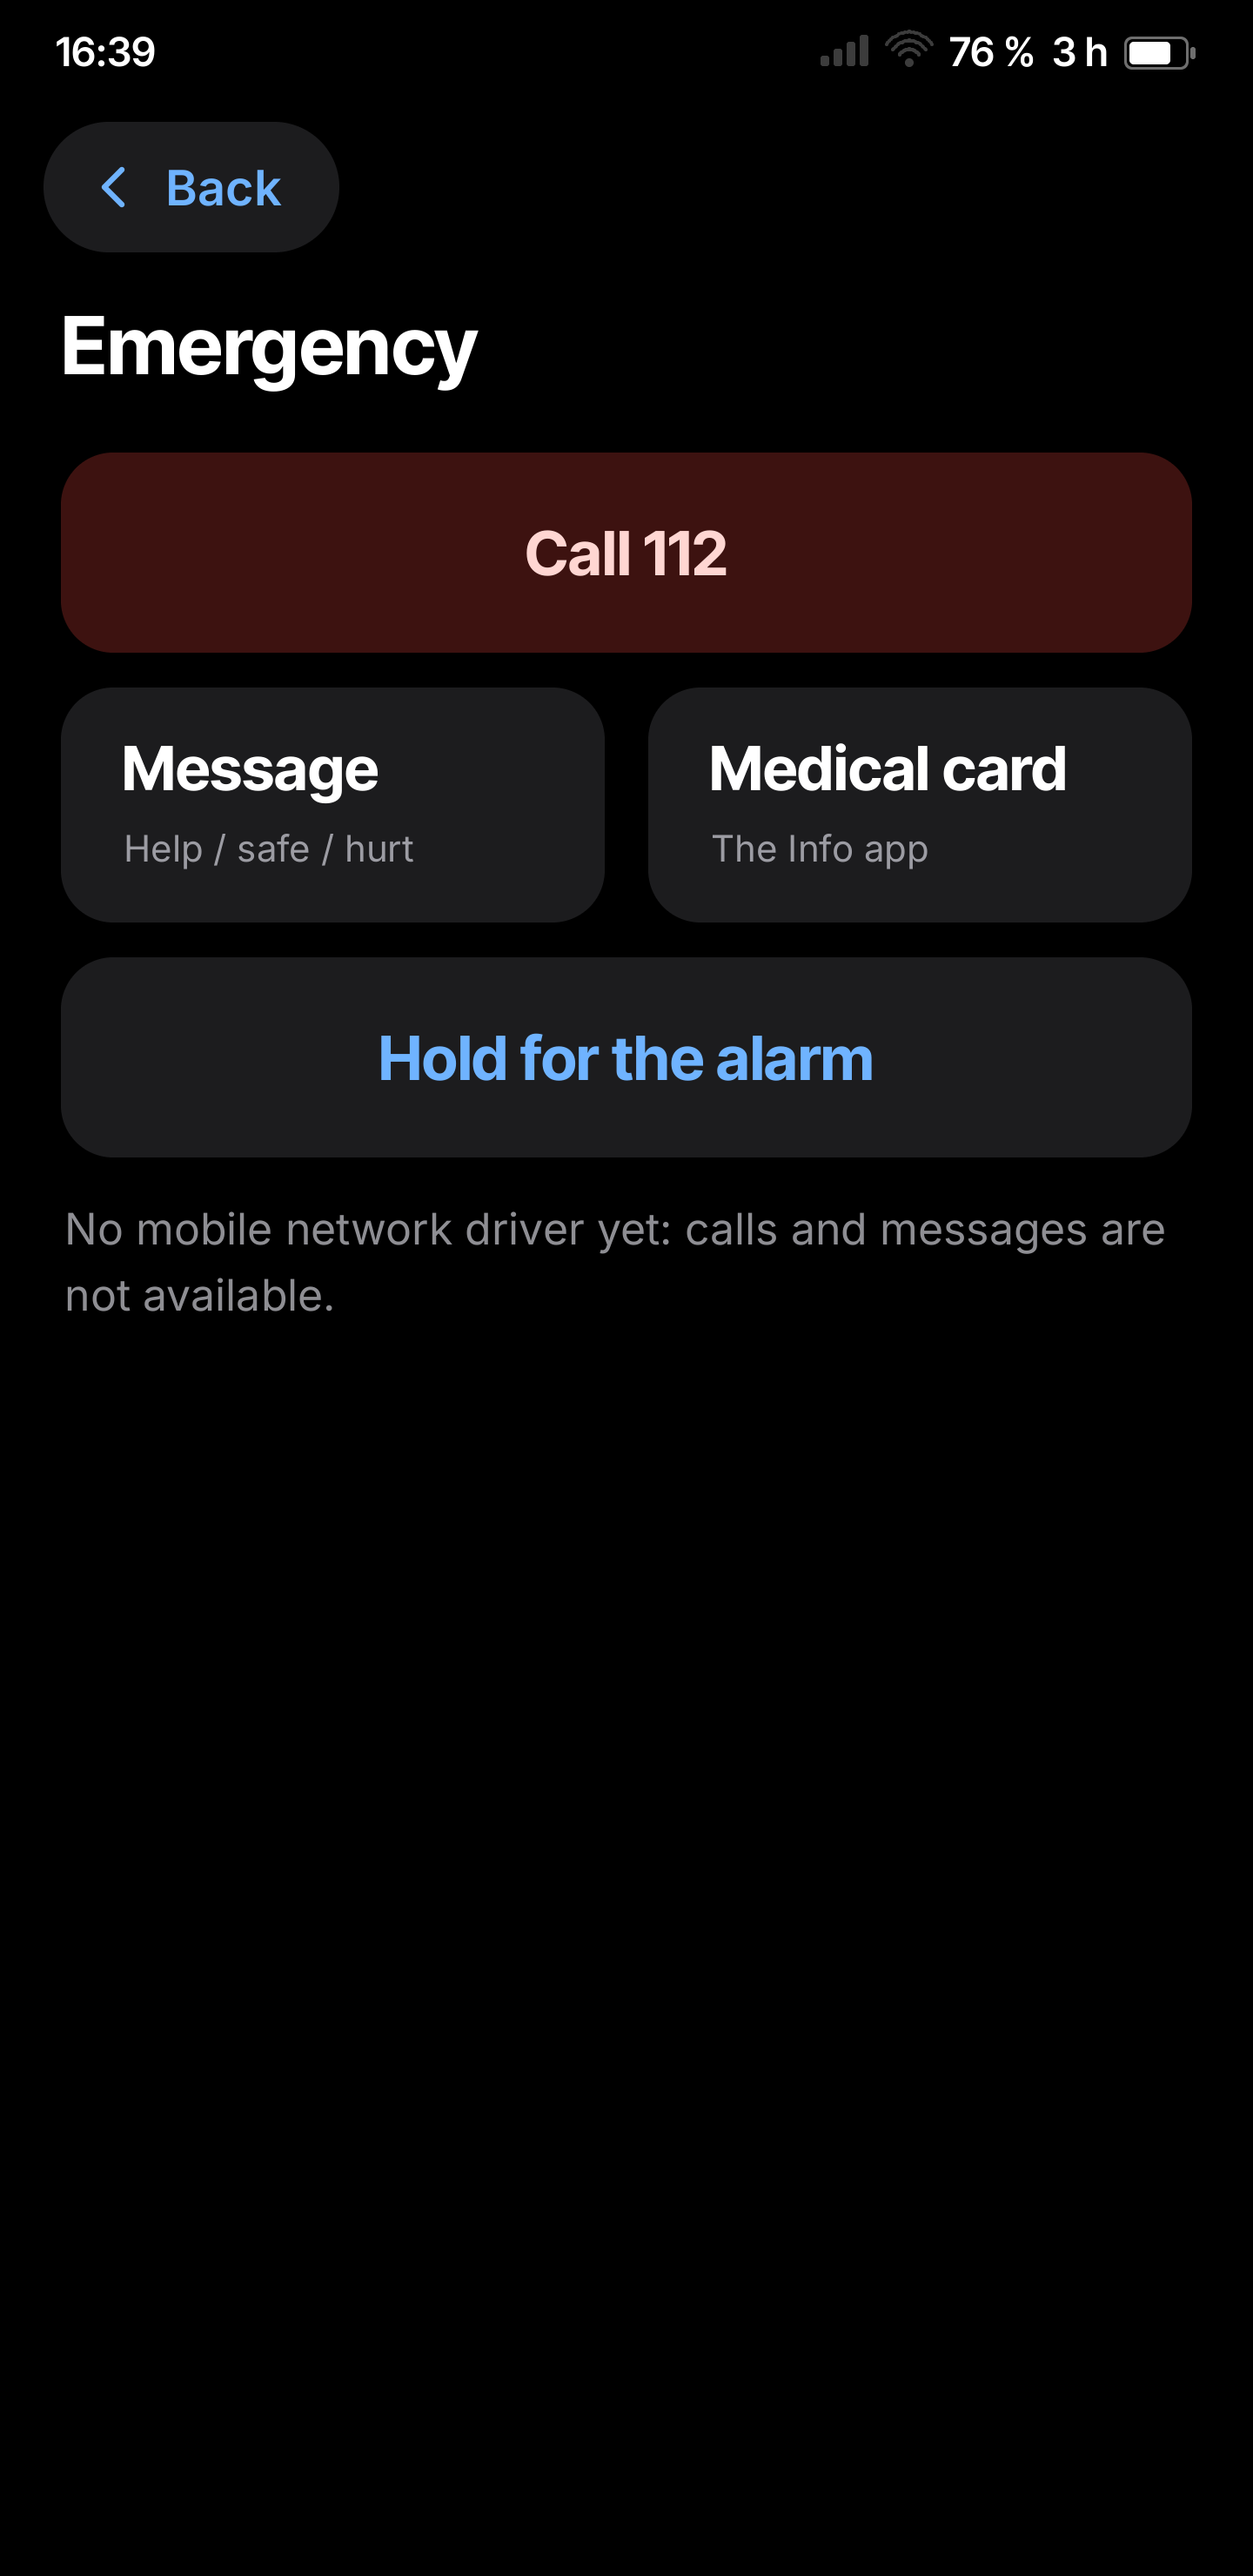 16:39
76 % 3 h
Back
Emergency
Call 112
Message
Help / safe / hurt
Medical card
The Info app
Hold for the alarm
No mobile network driver yet: calls and messages are
not available.